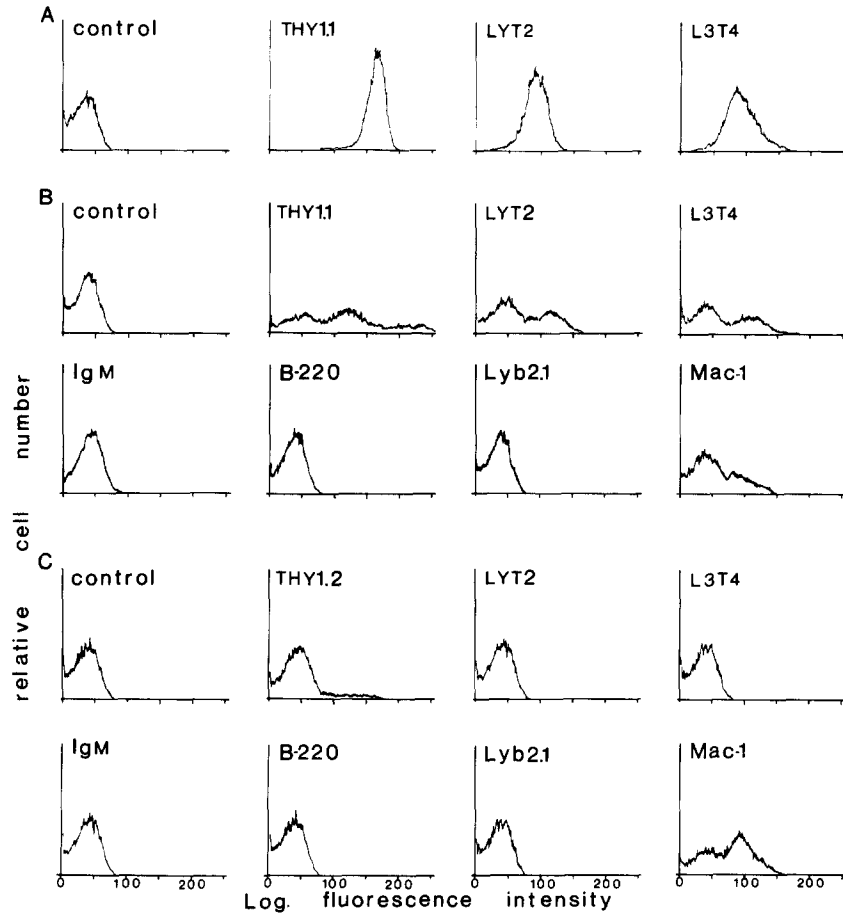 A
control THY1.1 LYT2 L3T4
B
control THY1.1 LYT2 L3T4
IgM B-220 Lyb2.1 Mac-1
C
control THY1.2 LYT2 L3T4
IgM B-220 Lyb2.1 Mac-1
relative cell number
0 100 200 0 100 200 0 100 200 0 100 200
Log. fluorescence intensity